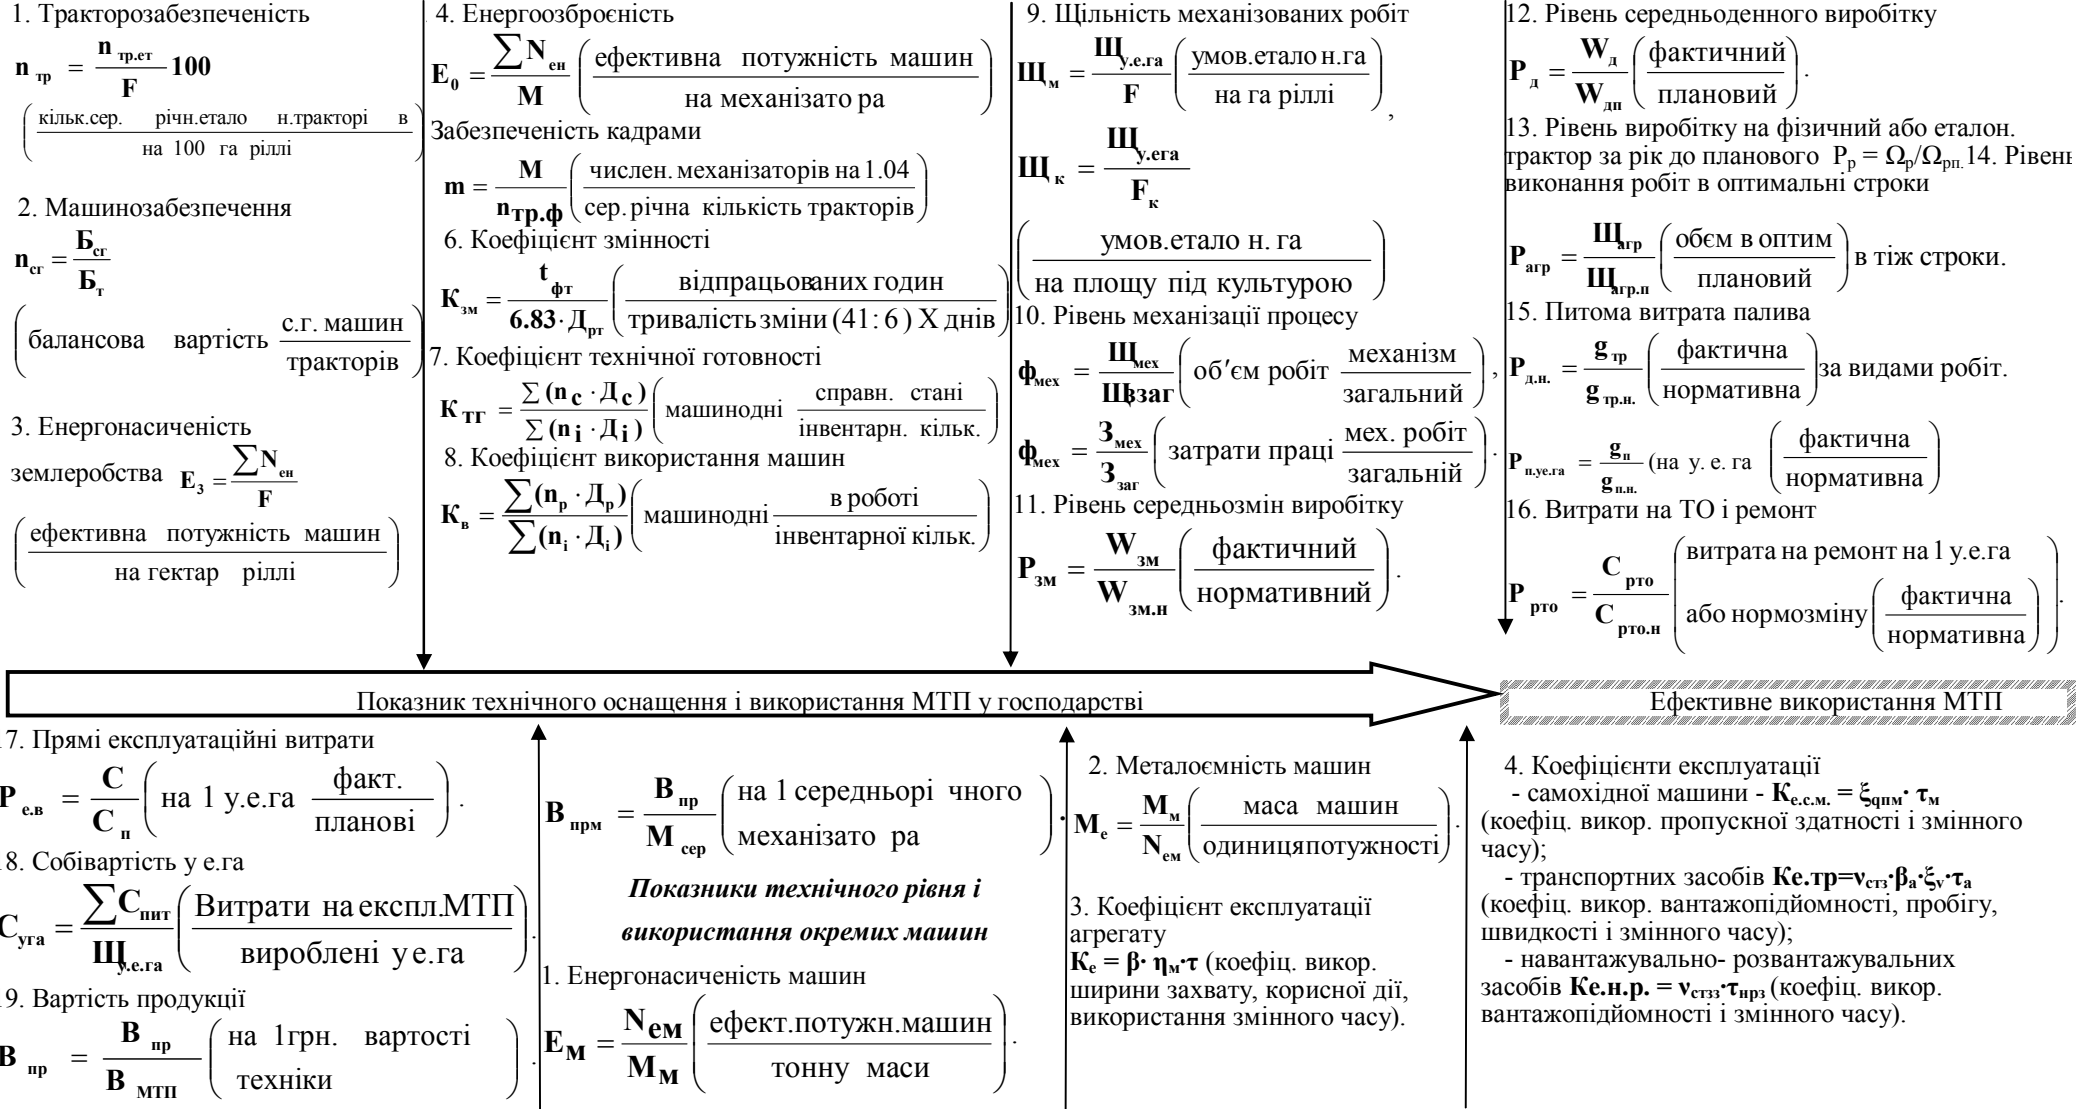 1. Тракторозабезпеченість
n тр = n тр.ет / F 100
(кільк.сер. річн.етало н.тракторі в / на 100 га ріллі)
2. Машинозабезпечення
n сг = Б сг / Б т
(балансова вартість с.г. машин / тракторів)
3. Енергонасиченість
землеробства Е з = ∑N ен / F
(ефективна потужність машин / на гектар ріллі)
4. Енергоозброєність
Е 0 = ∑N ен / М (ефективна потужність машин / на механізато ра)
Забезпеченість кадрами
m = М / n тр.ф (числен. механізаторів на 1.04 / сер. річна кількість тракторів)
6. Коефіцієнт змінності
К зм = t фт / 6.83 · Д рт (відпрацьованих годин / тривалість зміни (41 : 6 ) Х днів)
7. Коефіцієнт технічної готовності
К ТГ = ∑ (n с · Д с) / ∑ (n і · Д і) (машинодні справн. стані / інвентарн. кільк.)
8. Коефіцієнт використання машин
К в = ∑(n р · Д р) / ∑(n і · Д і) (машинодні в роботі / інвентарної кільк.)
9. Щільність механізованих робіт
Щ м = Щ у.е.га / F (умов.етало н.га / на га ріллі) ,
Щ к = Щ у.ега / F к
(умов.етало н. га / на площу під культурою)
10. Рівень механізації процесу
ф мех = Щ мех / Щ взаг (об′єм робіт механізм / загальний) ,
ф мех = З мех / З заг (затрати праці мех. робіт / загальній) .
11. Рівень середньозмін виробітку
Р зм = W зм / W зм.н (фактичний / нормативний) .
12. Рівень середньоденного виробітку
Р д = W д / W дп (фактичний / плановий) .
13. Рівень виробітку на фізичний або еталон.
трактор за рік до планового Р р = Ω р/Ω рп. 14. Рівень
виконання робіт в оптимальні строки
Р агр = Щ агр / Щ агр.п (обєм в оптим / плановий) в тіж строки.
15. Питома витрата палива
Р д.н. = g тр / g тр.н. (фактична / нормативна) за видами робіт.
Р п.уе.га = g п / g п.н. (на у. е. га (фактична / нормативна)
16. Витрати на ТО і ремонт
Р рто = С рто / С рто.н (витрата на ремонт на 1 у.е.га
або нормозміну (фактична / нормативна)) .
Показник технічного оснащення і використання МТП у господарстві
Ефективне використання МТП
17. Прямі експлуатаційні витрати
Р е.в = С / С п (на 1 у.е.га факт. / планові) .
18. Собівартість у е.га
С уга = ∑С пит / Щ у.е.га (Витрати на експл.МТП / вироблені у е.га) .
19. Вартість продукції
В пр = В пр / В МТП (на 1грн. вартості
техніки) .
В прм = В пр / М сер (на 1 середньорі чного
механізато ра) .
Показники технічного рівня і
використання окремих машин
1. Енергонасиченість машин
Е М = N ем / М М (ефект.потужн.машин / тонну маси) .
2. Металоємність машин
М е = М м / N ем (маса машин / одиницяпотужності) .
3. Коефіцієнт експлуатації
агрегату
К е = β· η м·τ (коефіц. викор.
ширини захвату, корисної дії,
використання змінного часу).
4. Коефіцієнти експлуатації
- самохідної машини - К е.с.м. = ξ qпм· τ м
(коефіц. викор. пропускної здатності і змінного
часу);
- транспортних засобів Ке.тр=ν стз·β а·ξ v·τ а
(коефіц. викор. вантажопідйомності, пробігу,
швидкості і змінного часу);
- навантажувально- розвантажувальних
засобів Ке.н.р. = ν стзз·τ нрз (коефіц. викор.
вантажопідйомності і змінного часу).